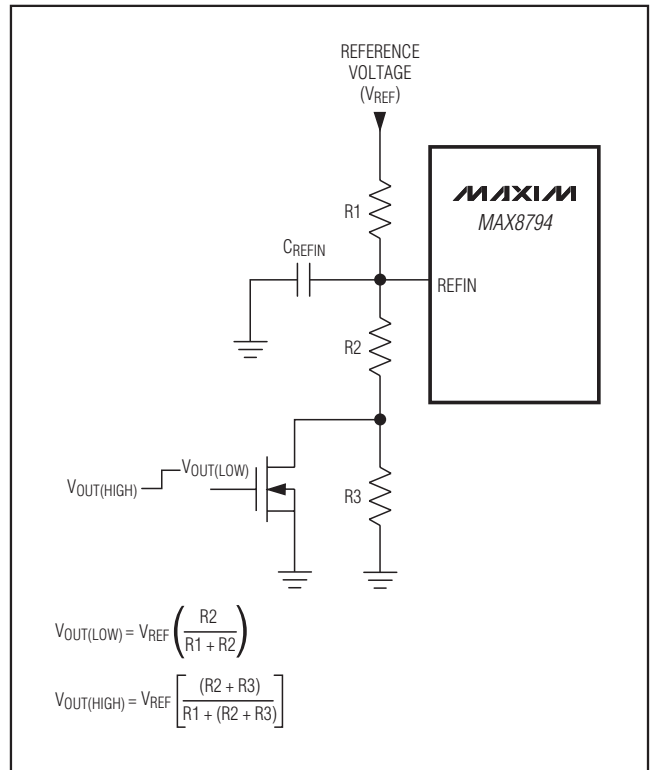 REFERENCE
VOLTAGE
(VREF)
R1
MAXIM
MAX8794
CREFIN
REFIN
R2
VOUT(HIGH)
VOUT(LOW)
R3
VOUT(LOW) = VREF (R2 / R1 + R2)
VOUT(HIGH) = VREF [(R2 + R3) / R1 + (R2 + R3)]